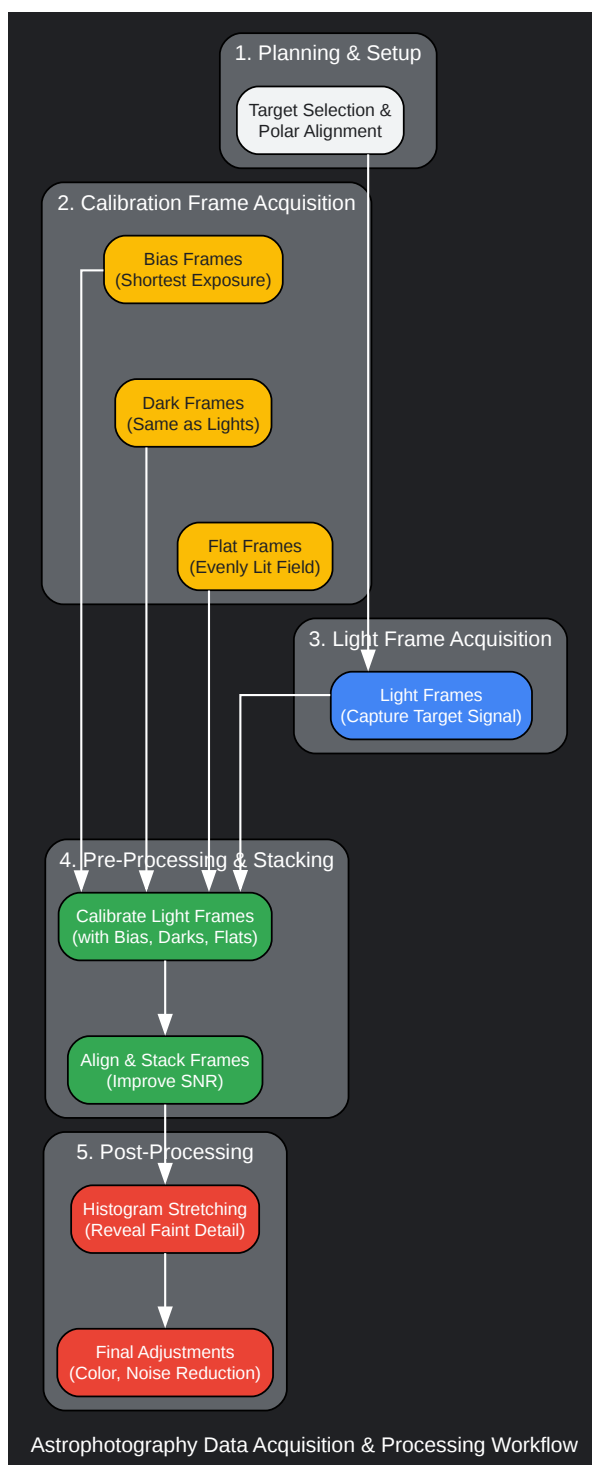 1. Planning & Setup
Target Selection &
Polar Alignment
2. Calibration Frame Acquisition
Bias Frames
(Shortest Exposure)
Dark Frames
(Same as Lights)
Flat Frames
(Evenly Lit Field)
3. Light Frame Acquisition
Light Frames
(Capture Target Signal)
4. Pre-Processing & Stacking
Calibrate Light Frames
(with Bias, Darks, Flats)
Align & Stack Frames
(Improve SNR)
5. Post-Processing
Histogram Stretching
(Reveal Faint Detail)
Final Adjustments
(Color, Noise Reduction)
Astrophotography Data Acquisition & Processing Workflow